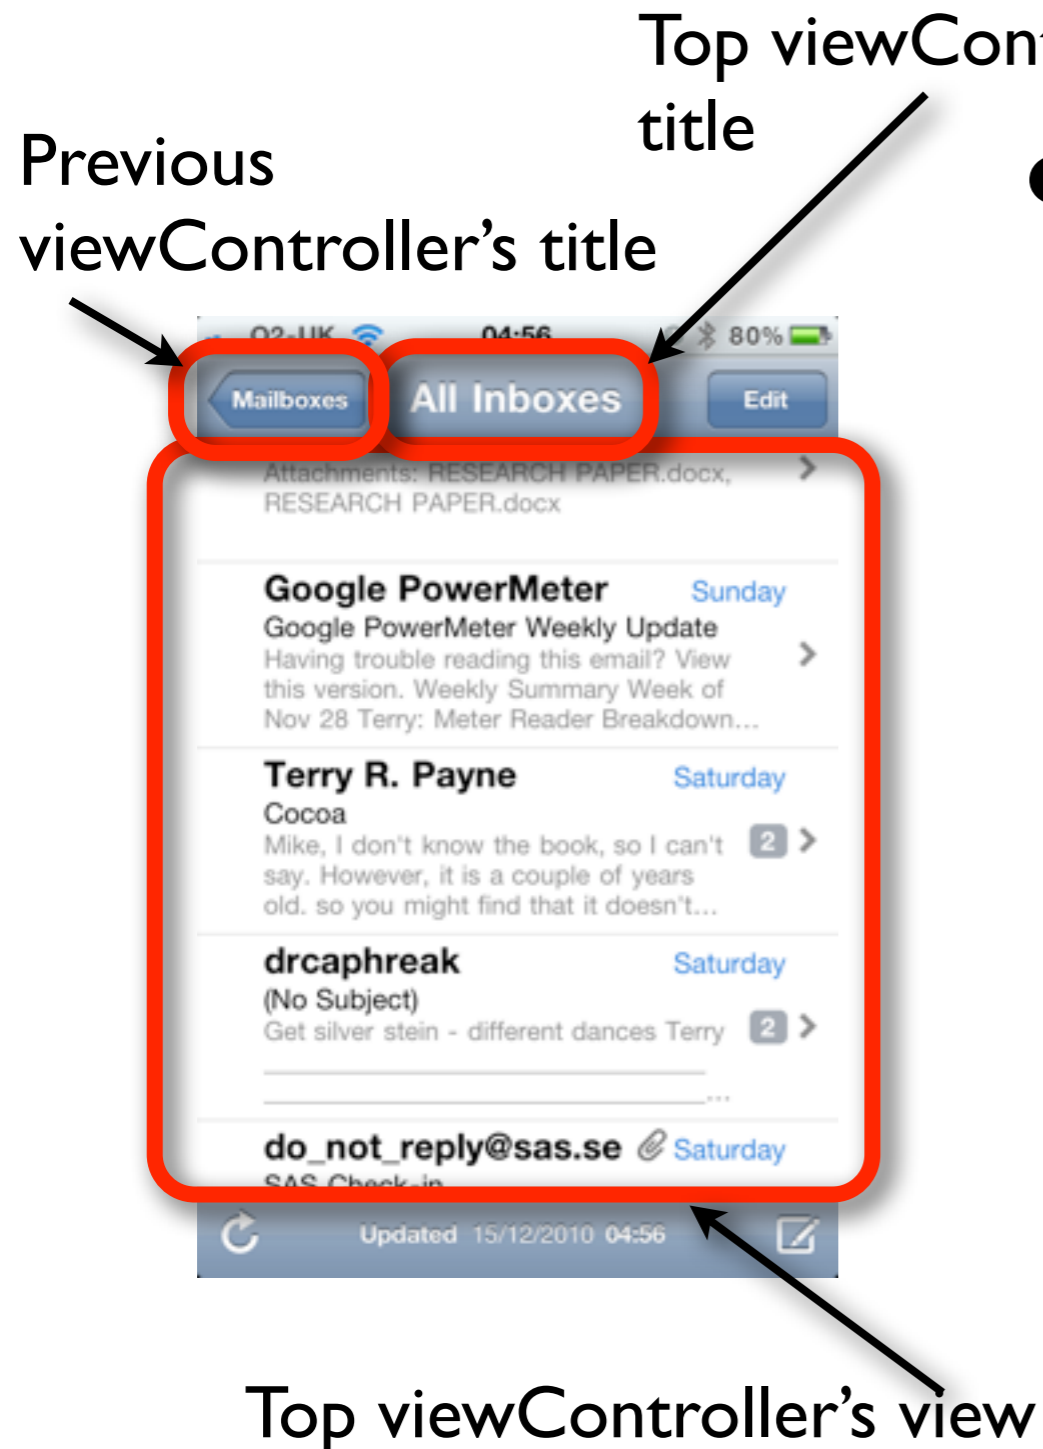 Top viewCon
title
Previous
viewController’s title
O2-UK 04:56 80%
Mailboxes All Inboxes Edit
Attachments: RESEARCH PAPER.docx,
RESEARCH PAPER.docx
Google PowerMeter Sunday
Google PowerMeter Weekly Update
Having trouble reading this email? View
this version. Weekly Summary Week of
Nov 28 Terry: Meter Reader Breakdown...
Terry R. Payne Saturday
Cocoa
Mike, I don't know the book, so I can't 2
say. However, it is a couple of years
old. so you might find that it doesn't...
drcaphreak Saturday
(No Subject)
Get silver stein - different dances Terry 2
...
do_not_reply@sas.se Saturday
SAS Check-in
Updated 15/12/2010 04:56
Top viewController’s view